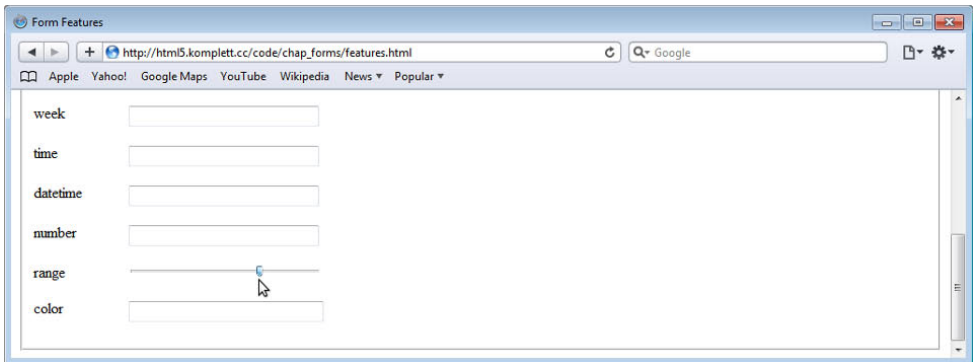 Form Features
http://html5.komplett.cc/code/chap_forms/features.html
Google
Apple Yahoo! Google Maps YouTube Wikipedia News ▼ Popular ▼
week
time
datetime
number
range
color